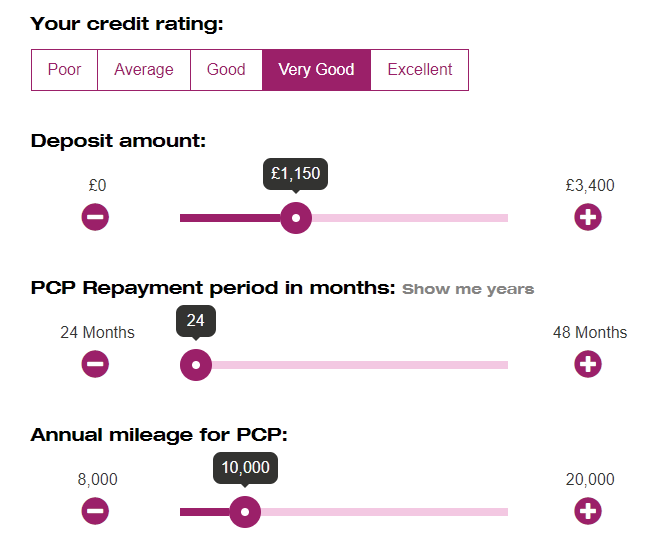 Your credit rating:
Poor Average Good Very Good Excellent
Deposit amount:
£1,150
£0 £3,400
PCP Repayment period in months: Show me years
24
24 Months 48 Months
Annual mileage for PCP:
10,000
8,000 20,000